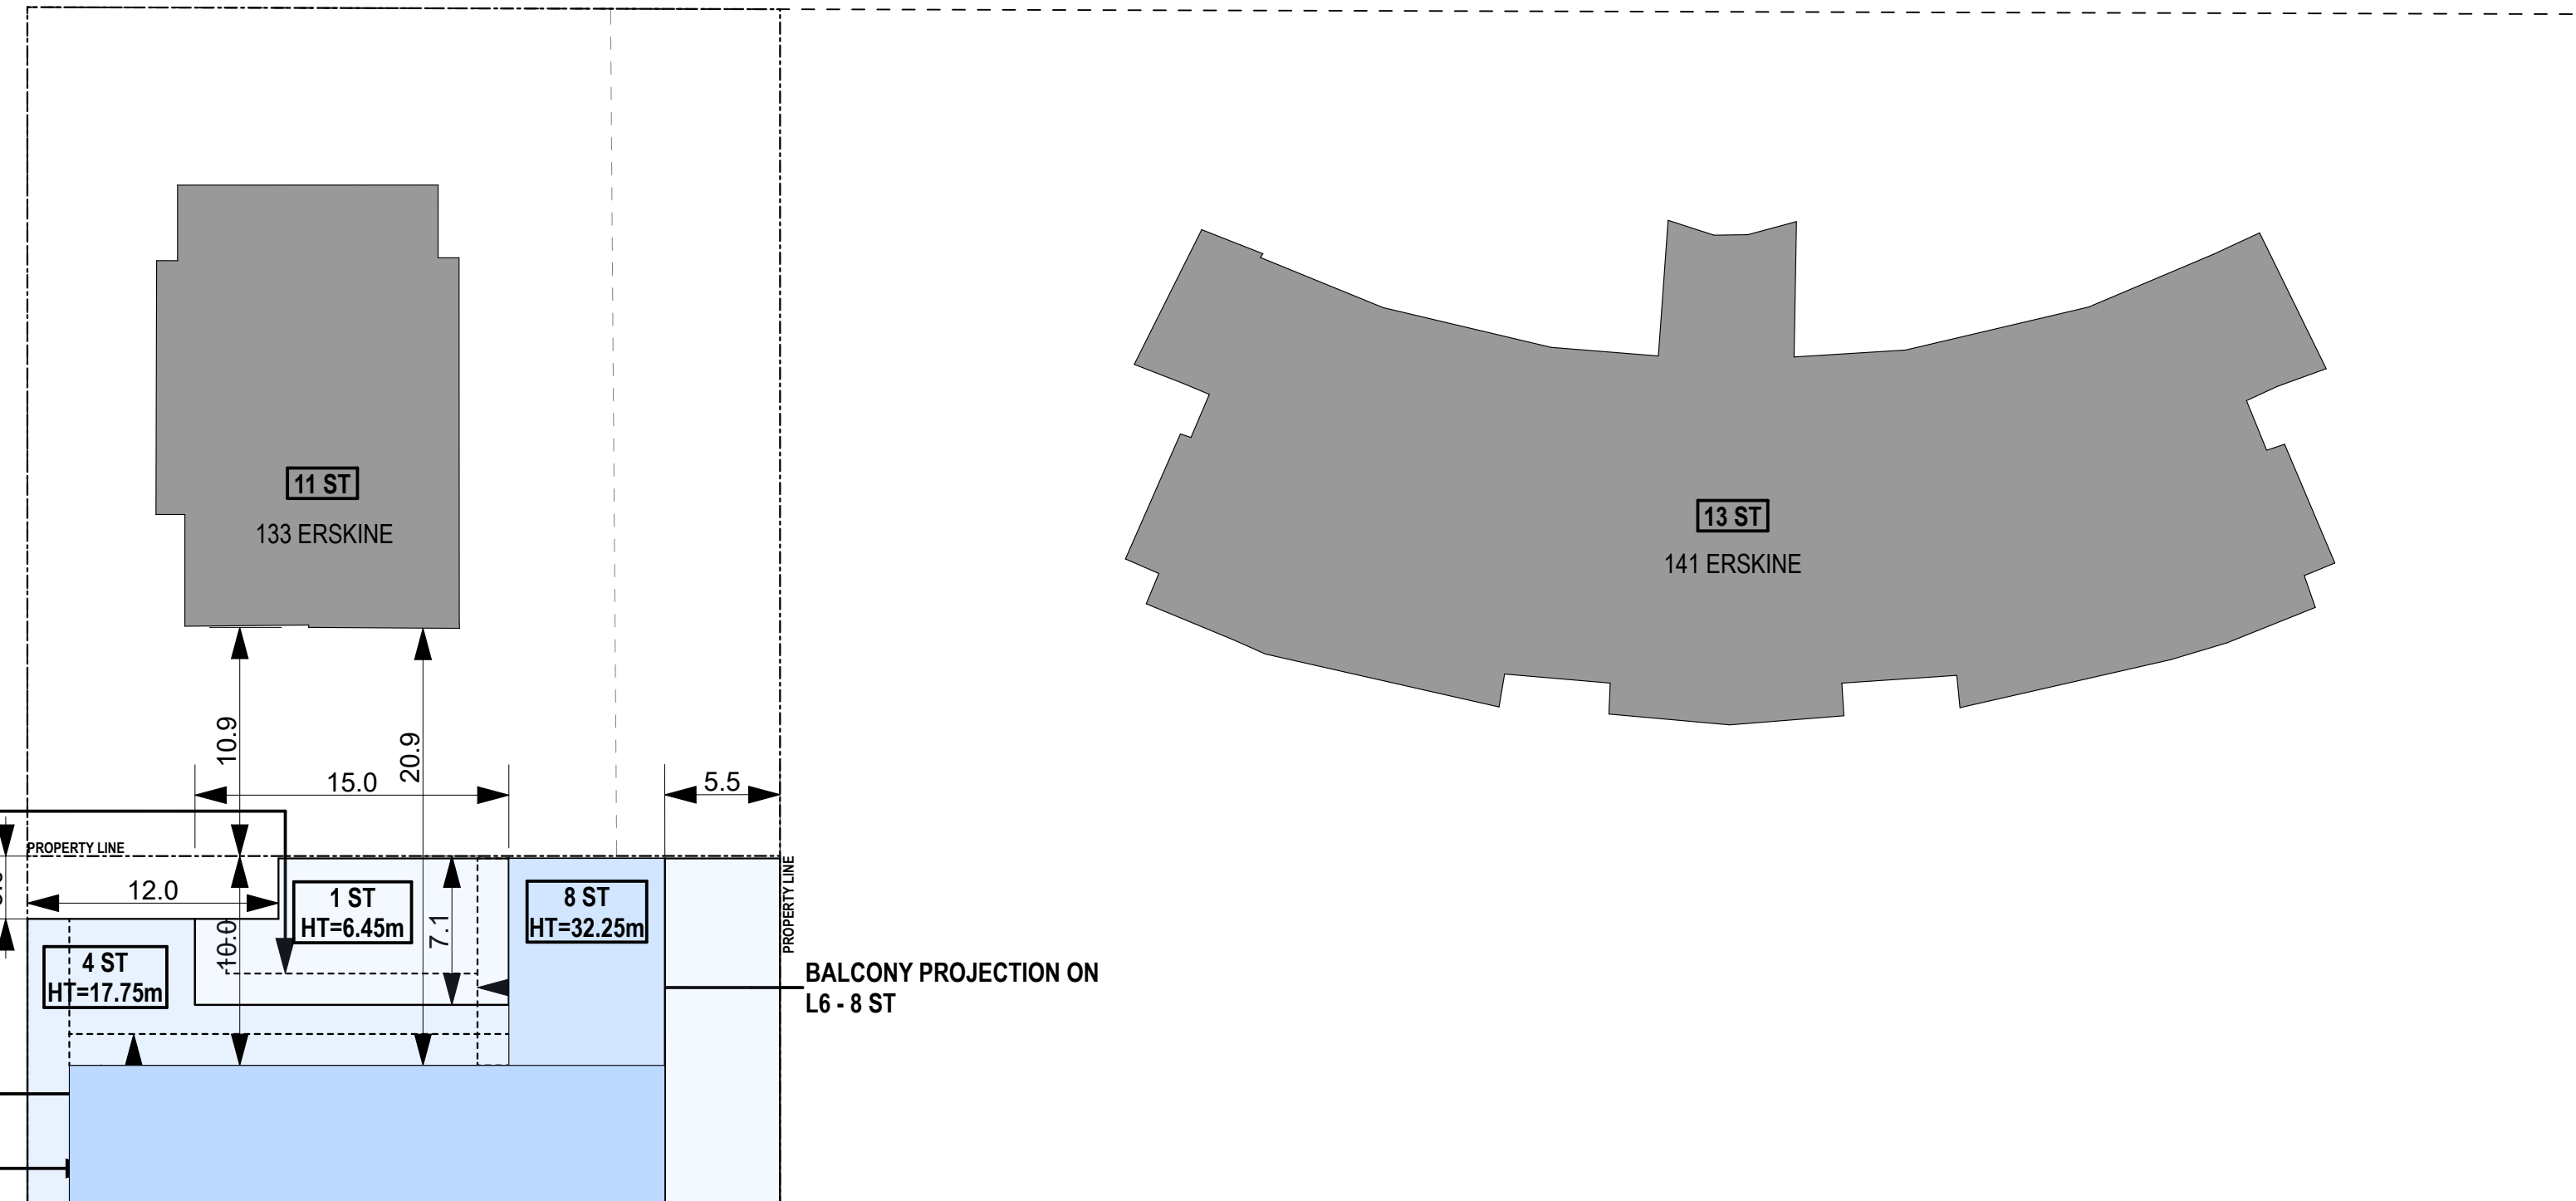 11 ST
133 ERSKINE
13 ST
141 ERSKINE
10.9
20.9
15.0
5.5
PROPERTY LINE
PROPERTY LINE
12.0
1 ST
HT=6.45m
8 ST
HT=32.25m
10.0
7.1
4 ST
HT=17.75m
BALCONY PROJECTION ON
L6 - 8 ST